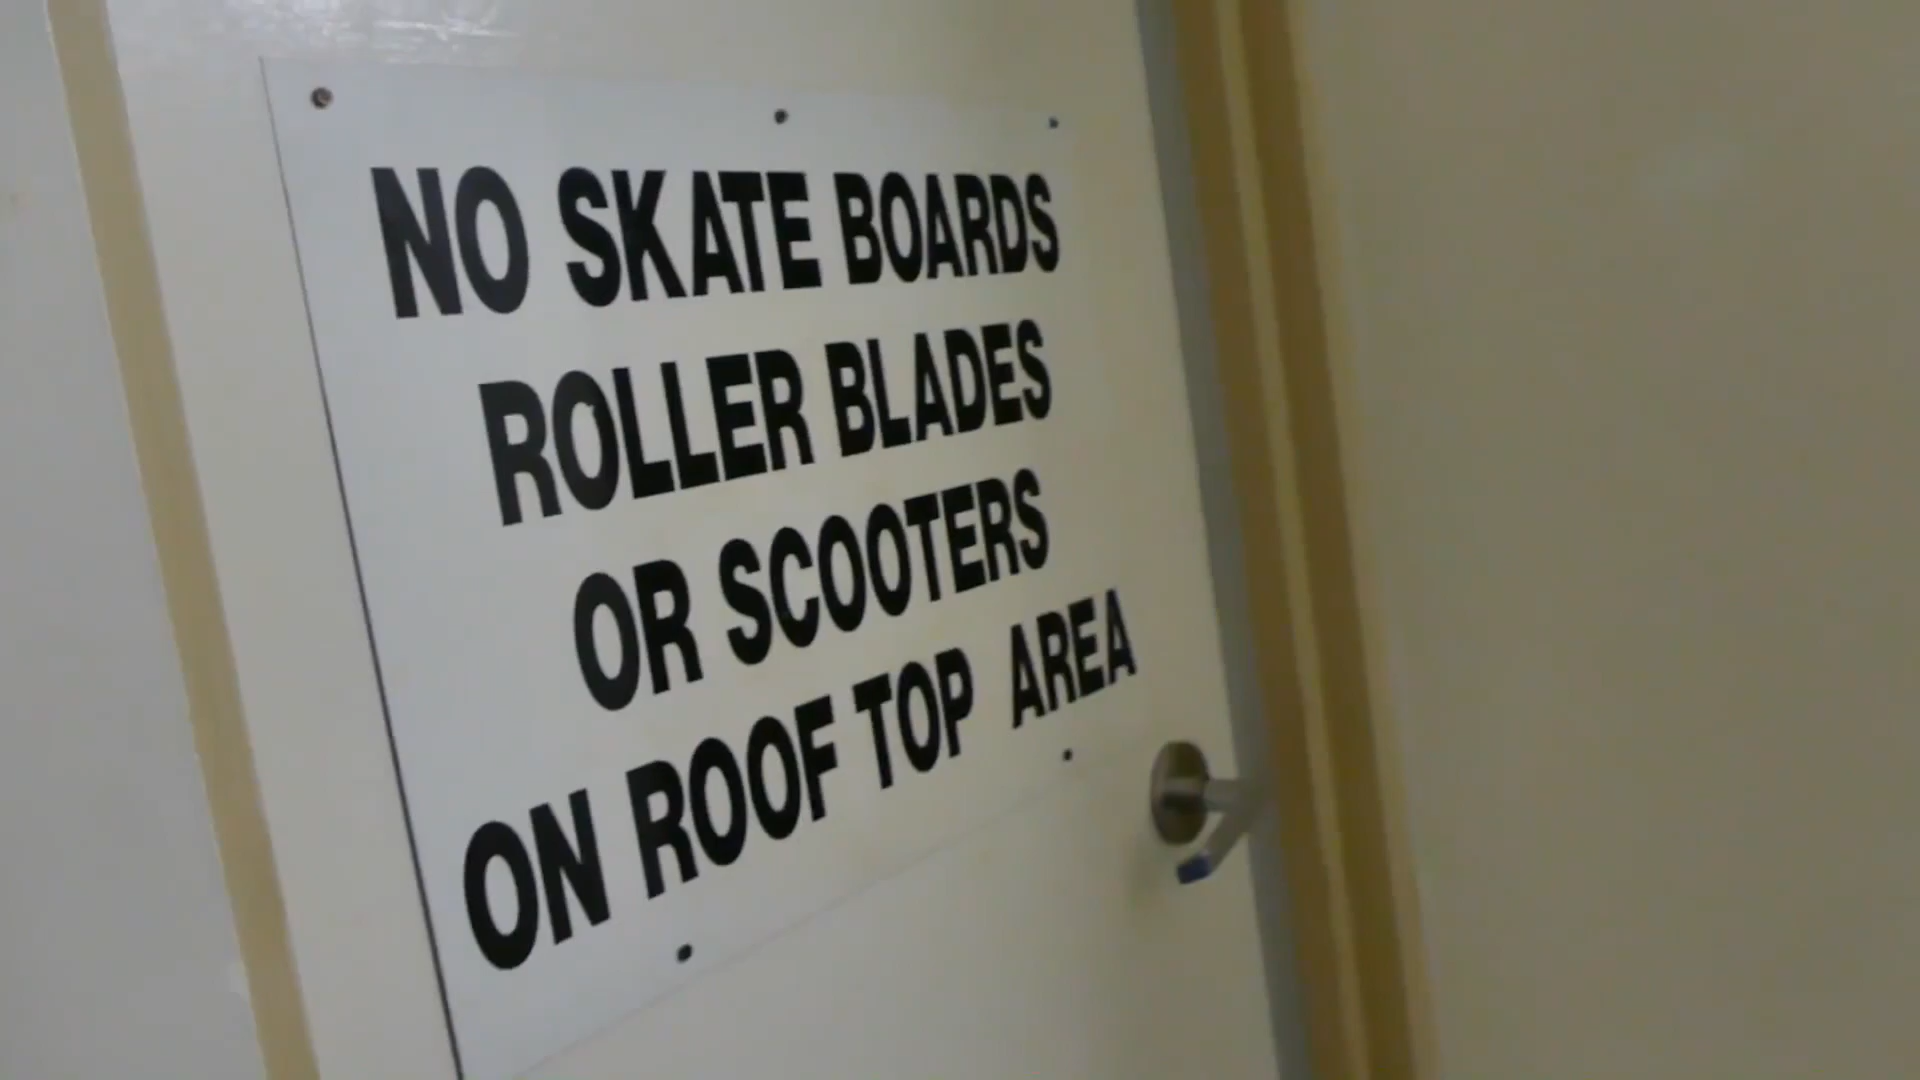 NO SKATE BOARDS
ROLLER BLADES
OR SCOOTERS
ON ROOF TOP AREA